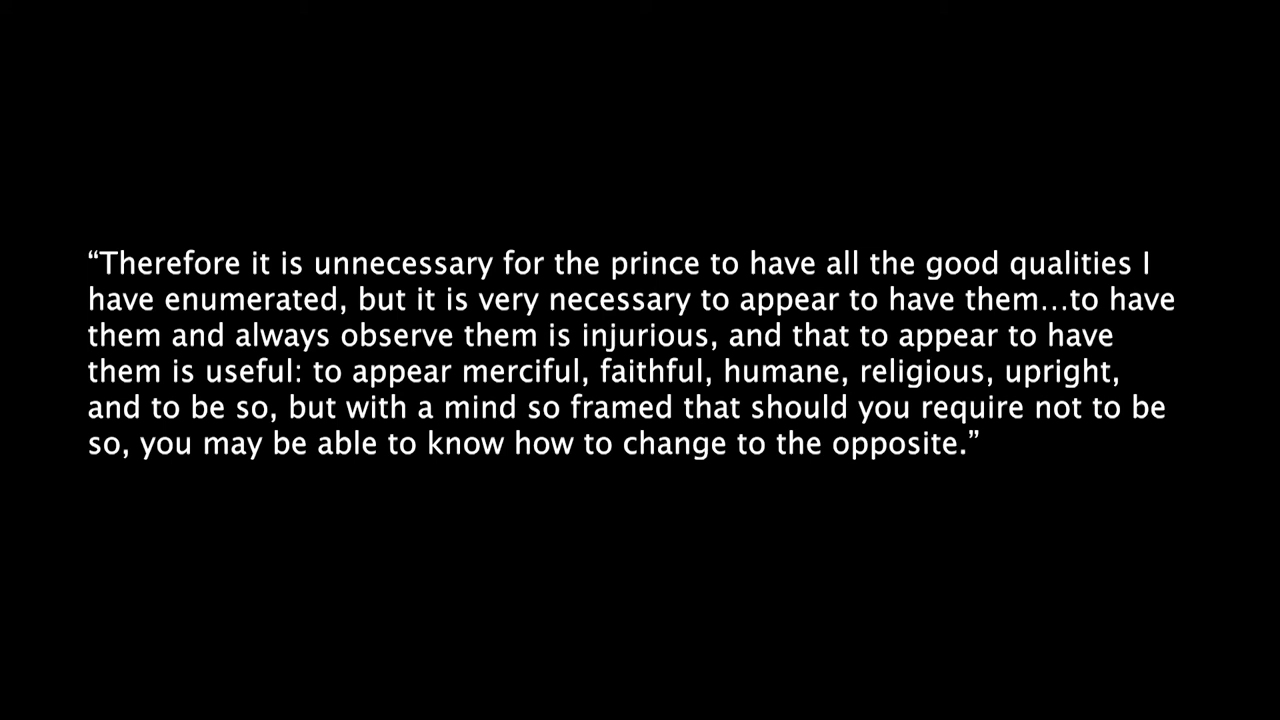 “Therefore it is unnecessary for the prince to have all the good qualities I
have enumerated, but it is very necessary to appear to have them…to have
them and always observe them is injurious, and that to appear to have
them is useful: to appear merciful, faithful, humane, religious, upright,
and to be so, but with a mind so framed that should you require not to be
so, you may be able to know how to change to the opposite.”